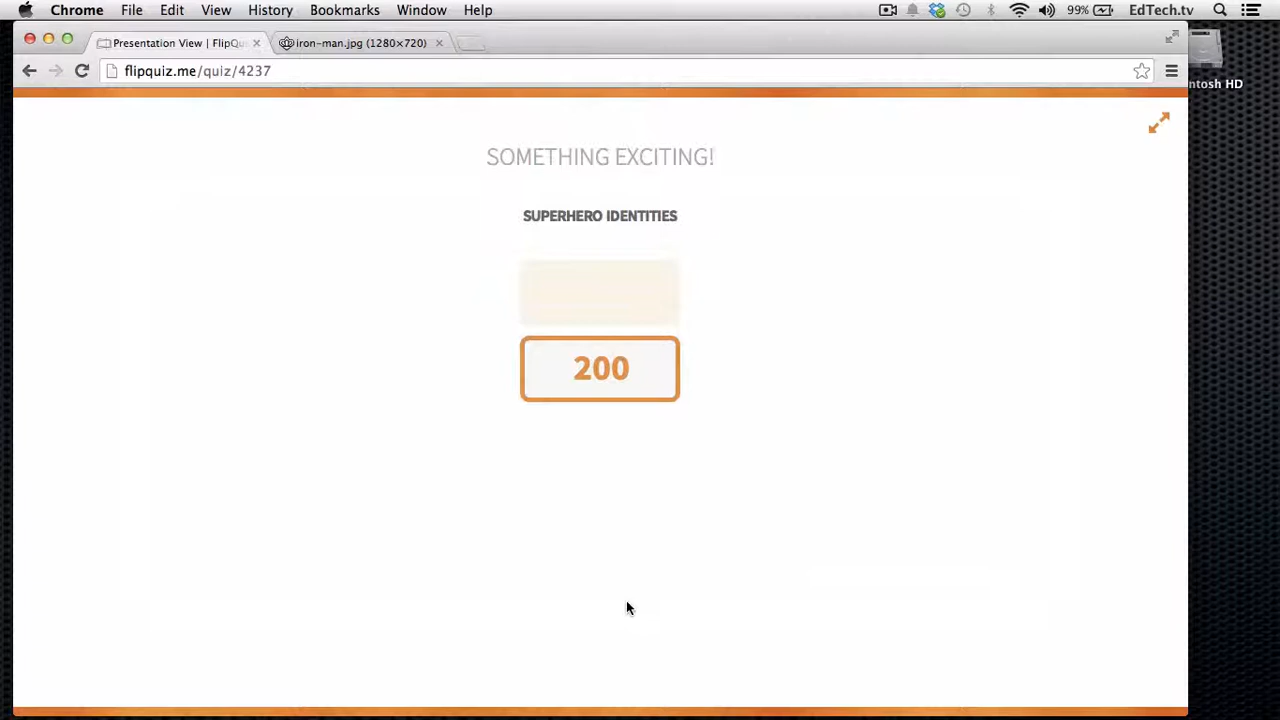 Chrome File Edit View History Bookmarks Window Help 99% EdTech.tv
Presentation View | FlipQu iron-man.jpg (1280×720)
flipquiz.me/quiz/4237
ntosh HD
SOMETHING EXCITING!
SUPERHERO IDENTITIES
200